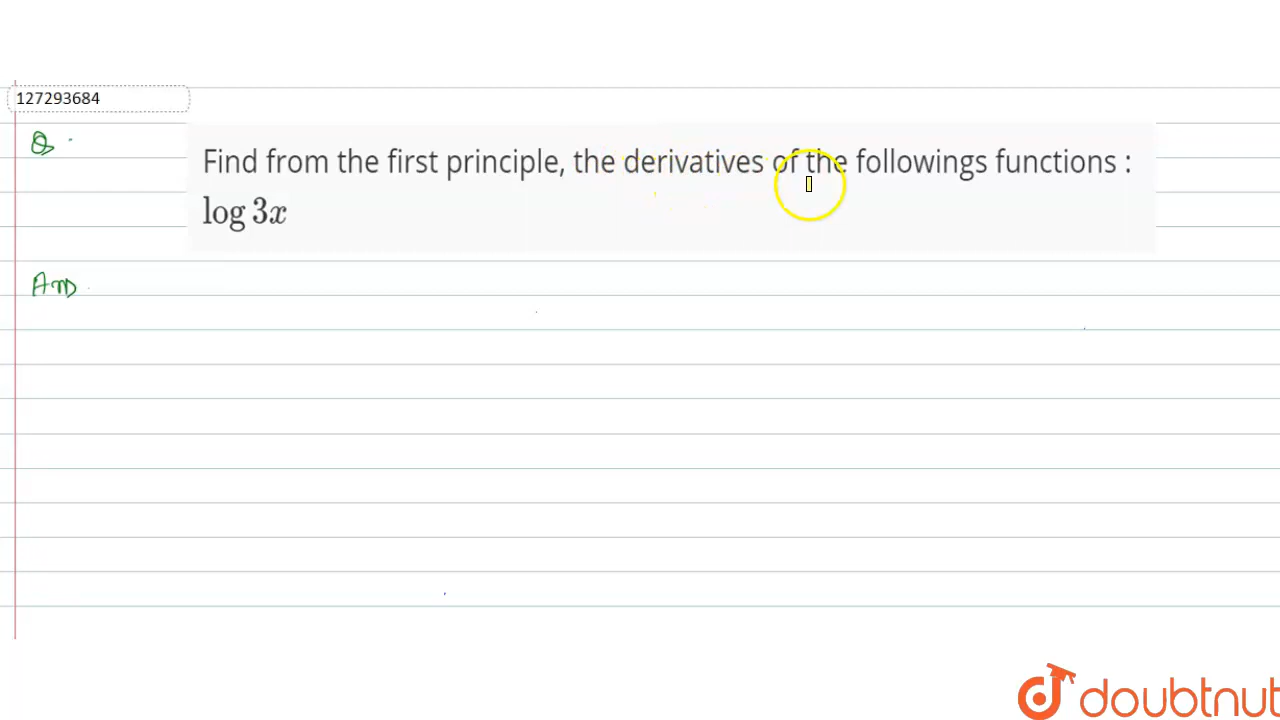 127293684
Q
Find from the first principle, the derivatives of the followings functions :
log 3x
Ans
doubtnut